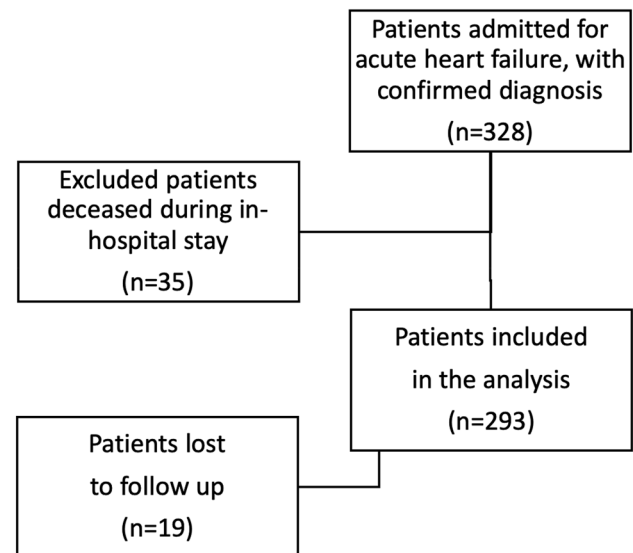 Patients admitted for
acute heart failure, with
confirmed diagnosis
(n=328)
Excluded patients
deceased during in-
hospital stay
(n=35)
Patients included
in the analysis
(n=293)
Patients lost
to follow up
(n=19)